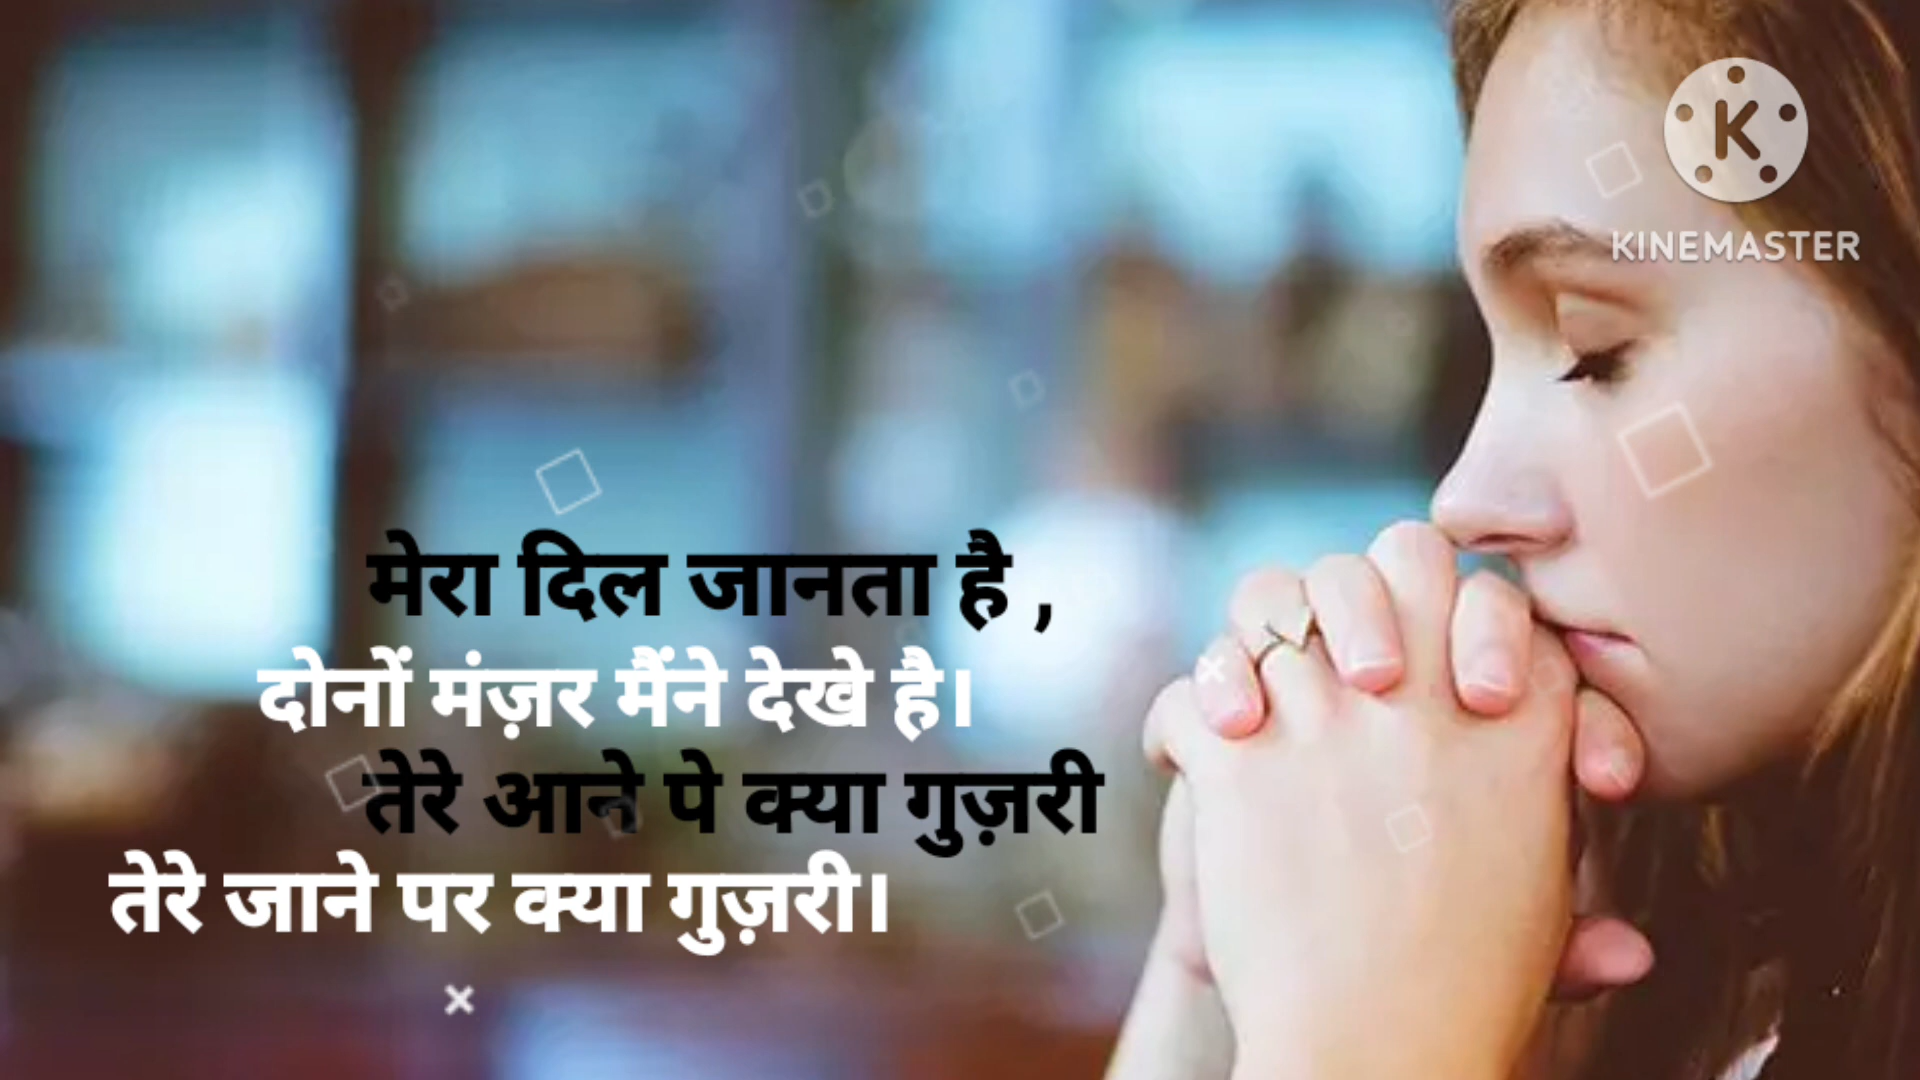 KINEMASTER
मेरा दिल जानता है ,
दोनों मंज़र मैंने देखे है।
तेरे आने पे क्या गुज़री
तेरे जाने पर क्या गुज़री।